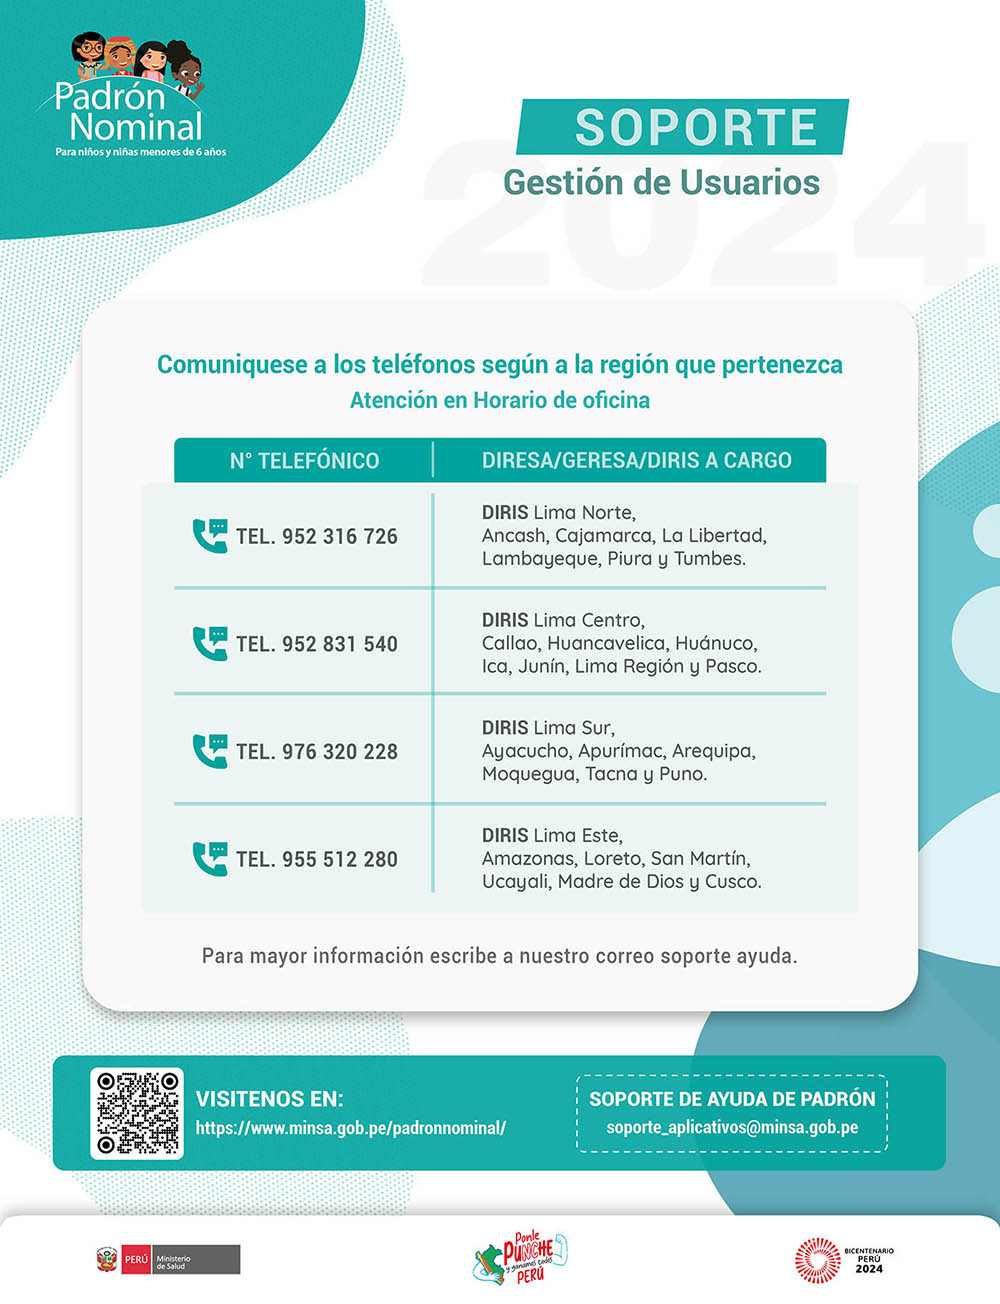 Padrón
Nominal
Para niños y niñas menores de 6 años
2024
SOPORTE
Gestión de Usuarios
Comuniquese a los teléfonos según a la región que pertenezca
Atención en Horario de oficina
N° TELEFÓNICO
DIRESA/GERESA/DIRIS A CARGO
TEL. 952 316 726
DIRIS Lima Norte,
Ancash, Cajamarca, La Libertad,
Lambayeque, Piura y Tumbes.
TEL. 952 831 540
DIRIS Lima Centro,
Callao, Huancavelica, Huánuco,
Ica, Junín, Lima Región y Pasco.
TEL. 976 320 228
DIRIS Lima Sur,
Ayacucho, Apurímac, Arequipa,
Moquegua, Tacna y Puno.
TEL. 955 512 280
DIRIS Lima Este,
Amazonas, Loreto, San Martín,
Ucayali, Madre de Dios y Cusco.
Para mayor información escribe a nuestro correo soporte ayuda.
VISITENOS EN:
https://www.minsa.gob.pe/padronnominal/
SOPORTE DE AYUDA DE PADRÓN
soporte_aplicativos@minsa.gob.pe
PERÚ
Ministerio
de Salud
Ponle
PUNCHE
y ganamos todos
PERÚ
BICENTENARIO
PERÚ
2024